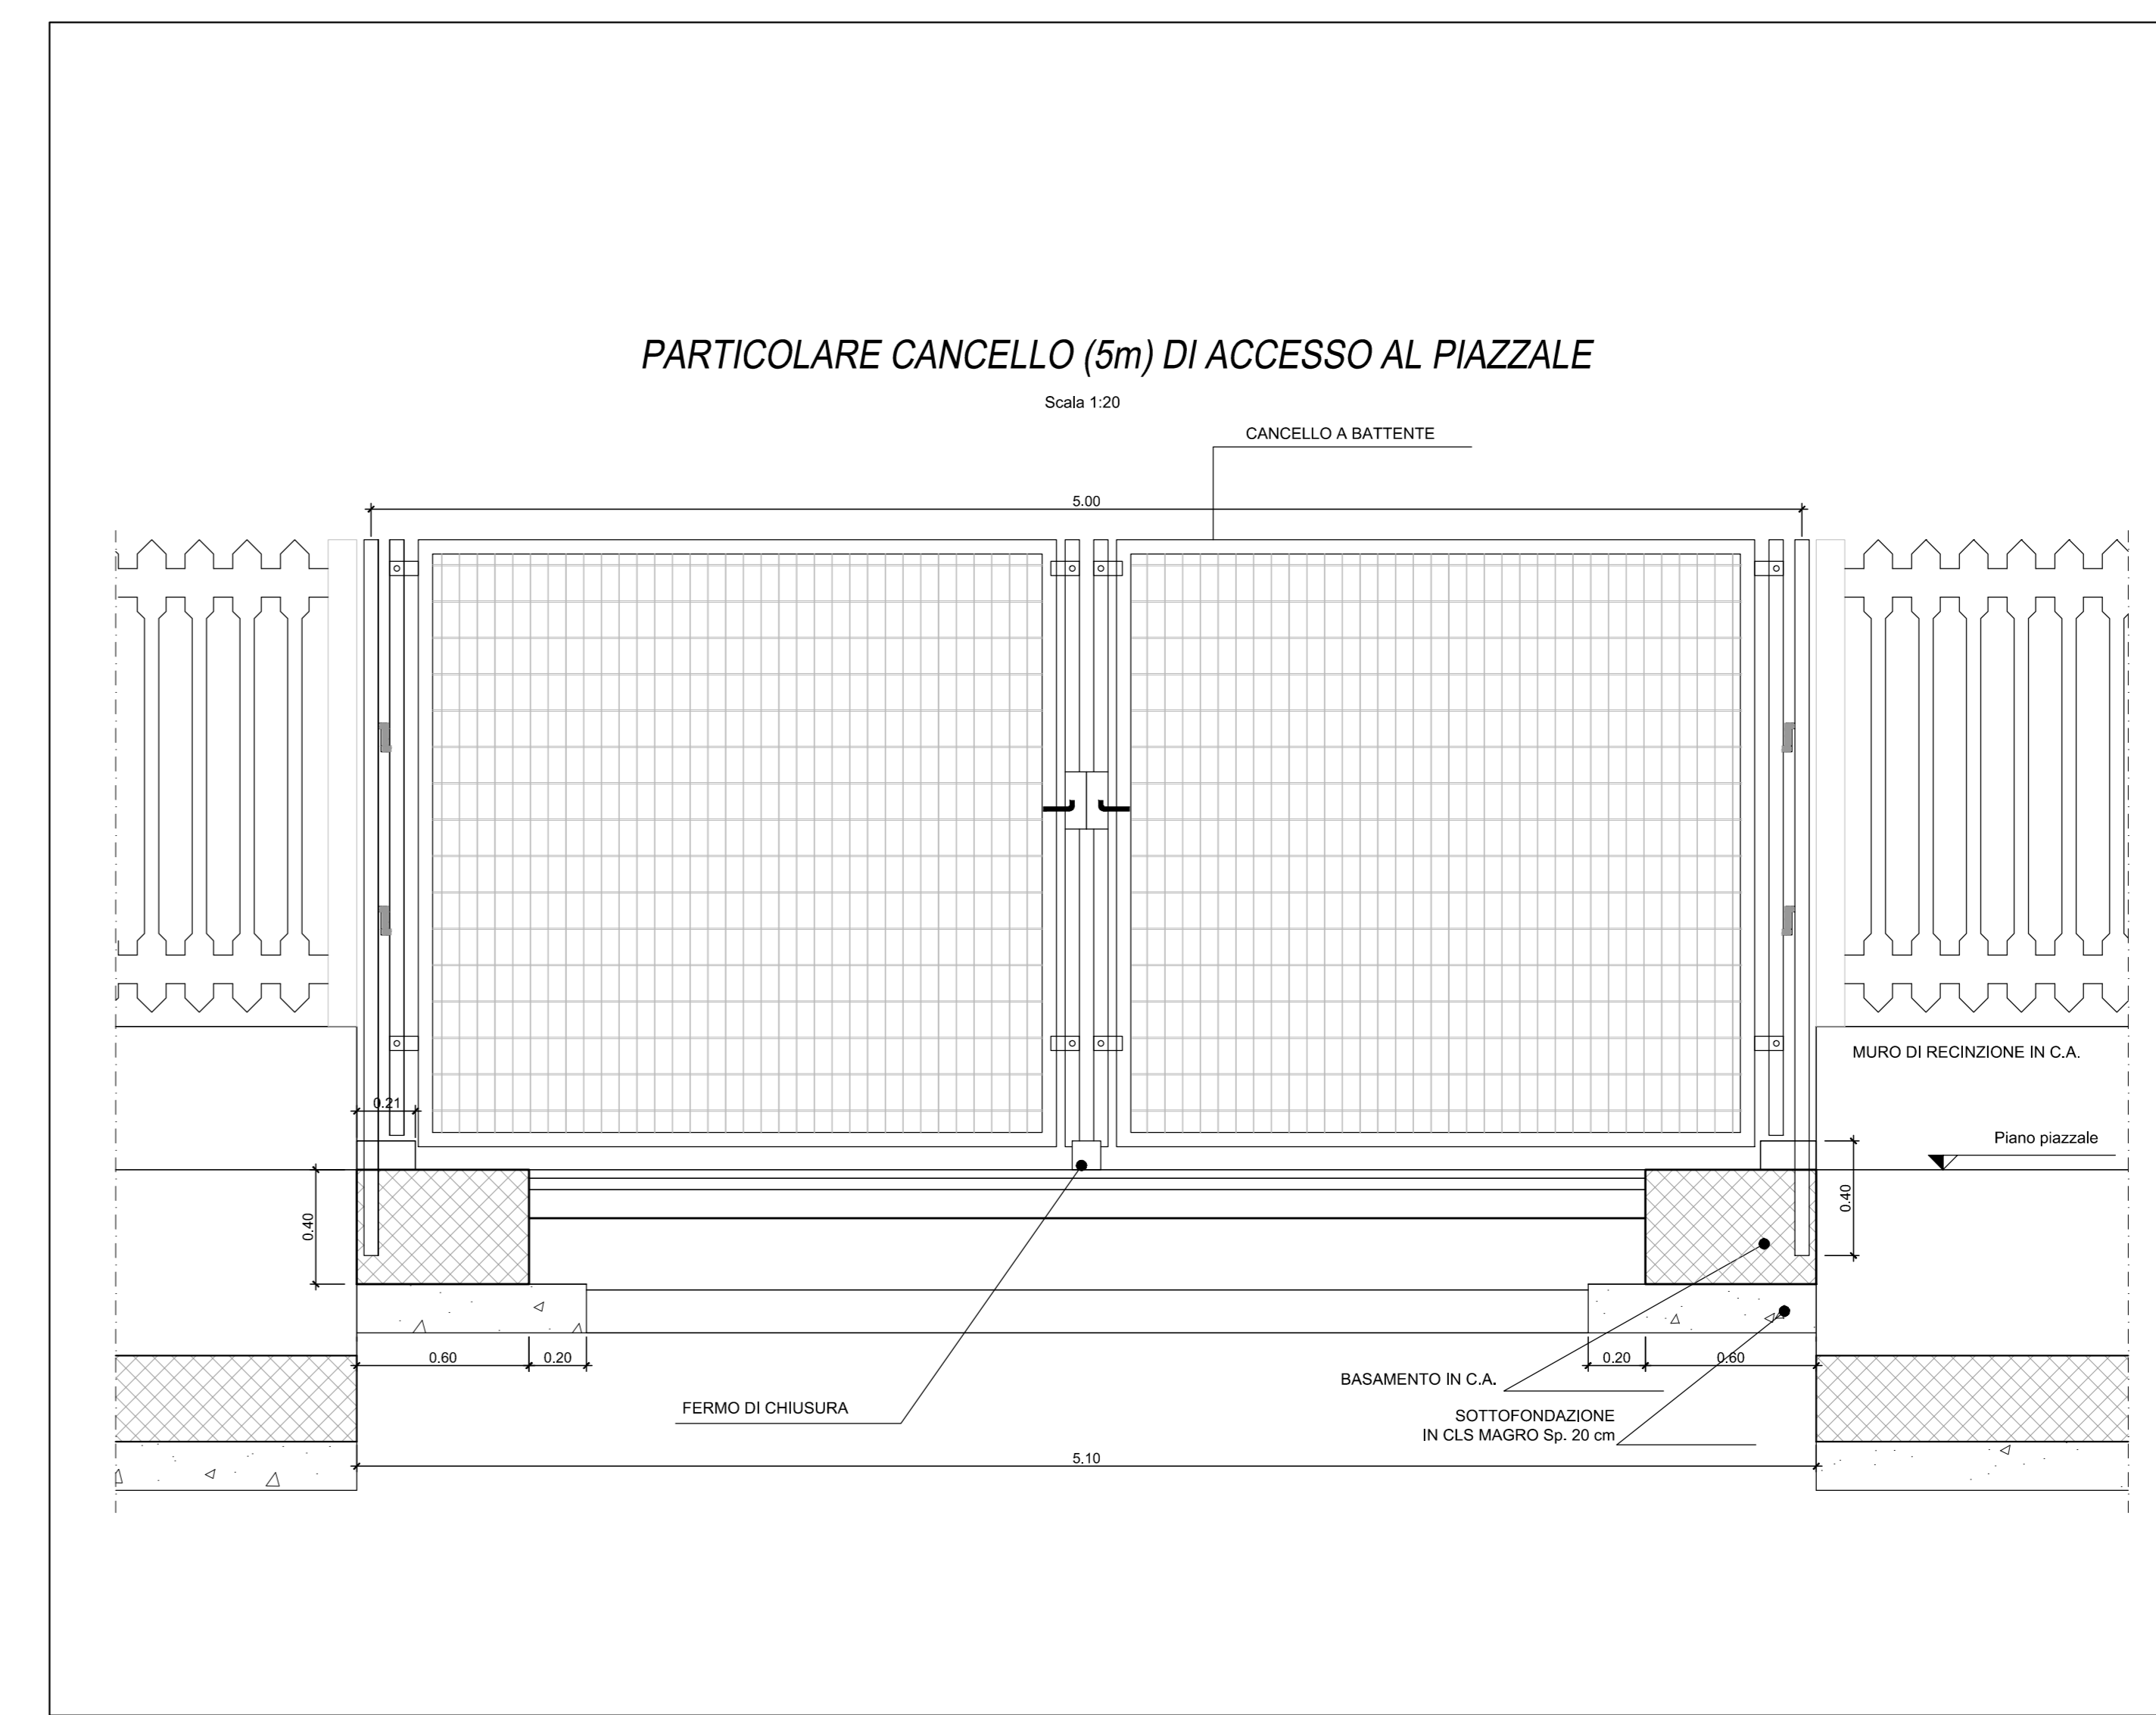 PARTICOLARE CANCELLO (5m) DI ACCESSO AL PIAZZALE
Scala 1:20
CANCELLO A BATTENTE
5.00
MURO DI RECINZIONE IN C.A.
0.21
Piano piazzale
0.40
0.40
0.60
0.20
0.20
0.60
BASAMENTO IN C.A.
FERMO DI CHIUSURA
SOTTOFONDAZIONE
IN CLS MAGRO Sp. 20 cm
5.10